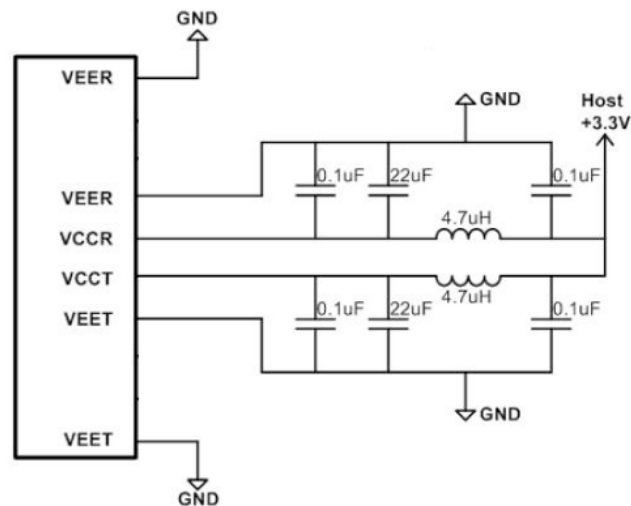 GND
VEER
GND
Host
+3.3V
0.1uF
22uF
0.1uF
VEER
4.7uH
VCCR
VCCT
4.7uH
VEET
0.1uF
22uF
0.1uF
GND
VEET
GND